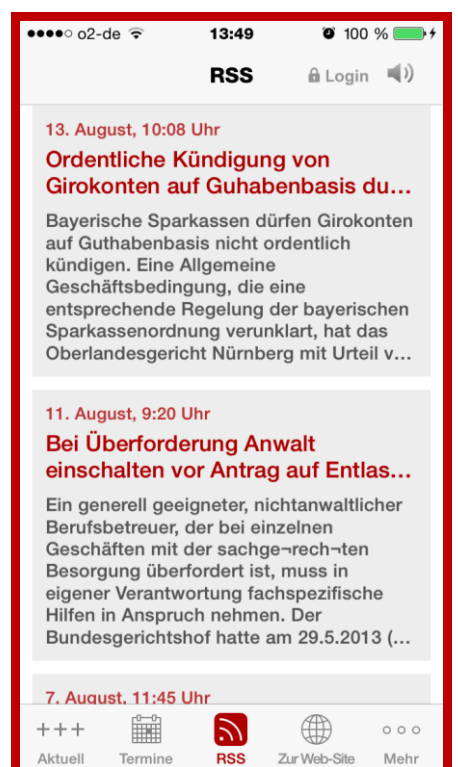 o2-de 13:49 100 %
RSS Login
13. August, 10:08 Uhr
Ordentliche Kündigung von
Girokonten auf Guhabenbasis du...
Bayerische Sparkassen dürfen Girokonten
auf Guthabenbasis nicht ordentlich
kündigen. Eine Allgemeine
Geschäftsbedingung, die eine
entsprechende Regelung der bayerischen
Sparkassenordnung verunklart, hat das
Oberlandesgericht Nürnberg mit Urteil v...
11. August, 9:20 Uhr
Bei Überforderung Anwalt
einschalten vor Antrag auf Entlas...
Ein generell geeigneter, nichtanwaltlicher
Berufsbetreuer, der bei einzelnen
Geschäften mit der sachge¬rech¬ten
Besorgung überfordert ist, muss in
eigener Verantwortung fachspezifische
Hilfen in Anspruch nehmen. Der
Bundesgerichtshof hatte am 29.5.2013 (...
7. August, 11:45 Uhr
+++
Aktuell Termine RSS Zur Web-Site Mehr